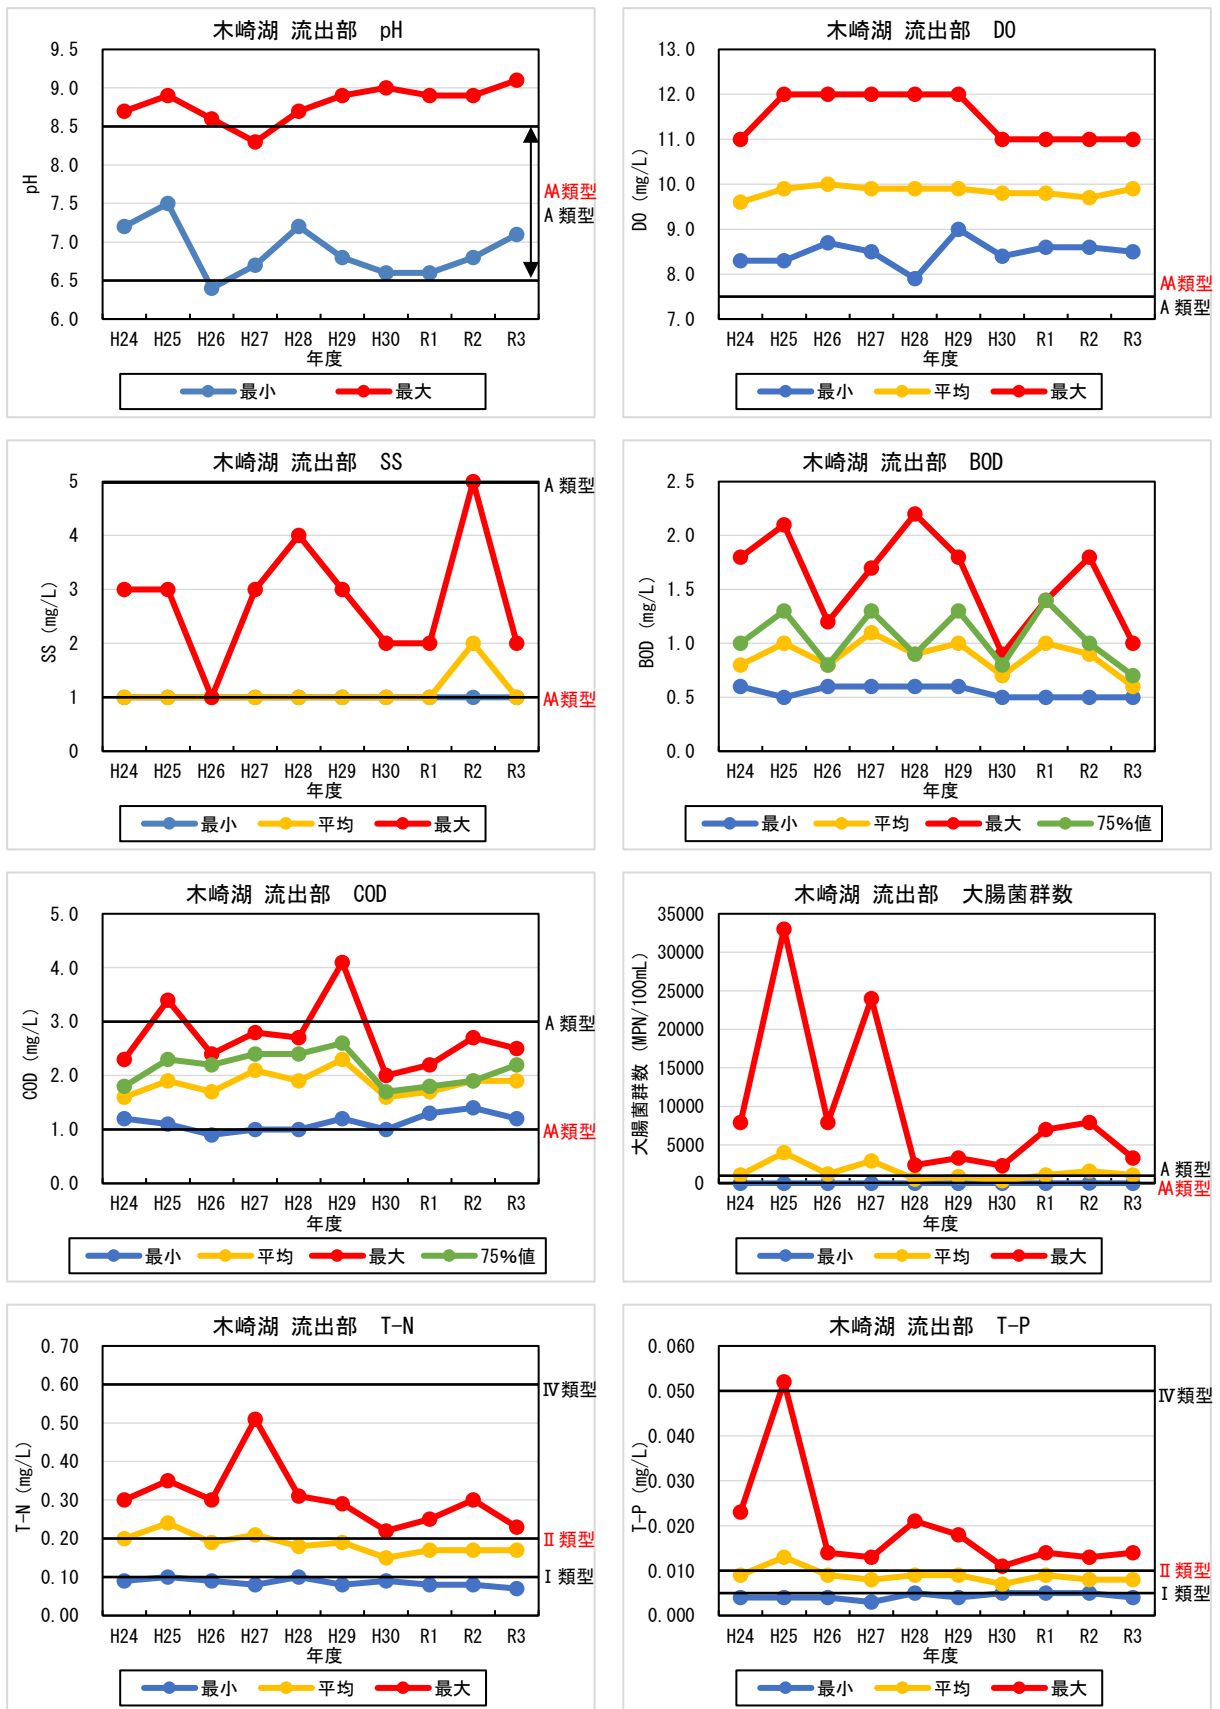 木崎湖 流出部 pH
9.5
9.0
8.5
8.0
7.5
7.0
6.5
6.0
pH
AA類型
A 類型
H24 H25 H26 H27 H28 H29 H30 R1 R2 R3
年度
最小 最大
木崎湖 流出部 DO
13.0
12.0
11.0
10.0
9.0
8.0
7.0
DO (mg/L)
AA類型
A 類型
H24 H25 H26 H27 H28 H29 H30 R1 R2 R3
年度
最小 平均 最大
木崎湖 流出部 SS
5
4
3
2
1
0
SS (mg/L)
A 類型
AA類型
H24 H25 H26 H27 H28 H29 H30 R1 R2 R3
年度
最小 平均 最大
木崎湖 流出部 BOD
2.5
2.0
1.5
1.0
0.5
0.0
BOD (mg/L)
H24 H25 H26 H27 H28 H29 H30 R1 R2 R3
年度
最小 平均 最大 75%値
木崎湖 流出部 COD
5.0
4.0
3.0
2.0
1.0
0.0
COD (mg/L)
A 類型
AA類型
H24 H25 H26 H27 H28 H29 H30 R1 R2 R3
年度
最小 平均 最大 75%値
木崎湖 流出部 大腸菌群数
35000
30000
25000
20000
15000
10000
5000
0
大腸菌群数 (MPN/100mL)
A 類型
AA類型
H24 H25 H26 H27 H28 H29 H30 R1 R2 R3
年度
最小 平均 最大
木崎湖 流出部 T-N
0.70
0.60
0.50
0.40
0.30
0.20
0.10
0.00
T-N (mg/L)
Ⅳ類型
Ⅱ類型
Ⅰ類型
H24 H25 H26 H27 H28 H29 H30 R1 R2 R3
年度
最小 平均 最大
木崎湖 流出部 T-P
0.060
0.050
0.040
0.030
0.020
0.010
0.000
T-P (mg/L)
Ⅳ類型
Ⅱ類型
Ⅰ類型
H24 H25 H26 H27 H28 H29 H30 R1 R2 R3
年度
最小 平均 最大